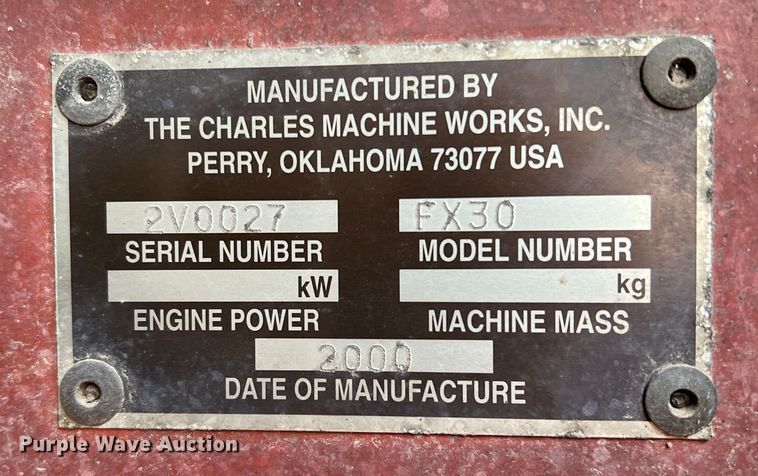 MANUFACTURED BY
THE CHARLES MACHINE WORKS, INC.
PERRY, OKLAHOMA 73077 USA
2V0027 FX30
SERIAL NUMBER MODEL NUMBER
kW kg
ENGINE POWER MACHINE MASS
2000
DATE OF MANUFACTURE
Purple Wave Auction